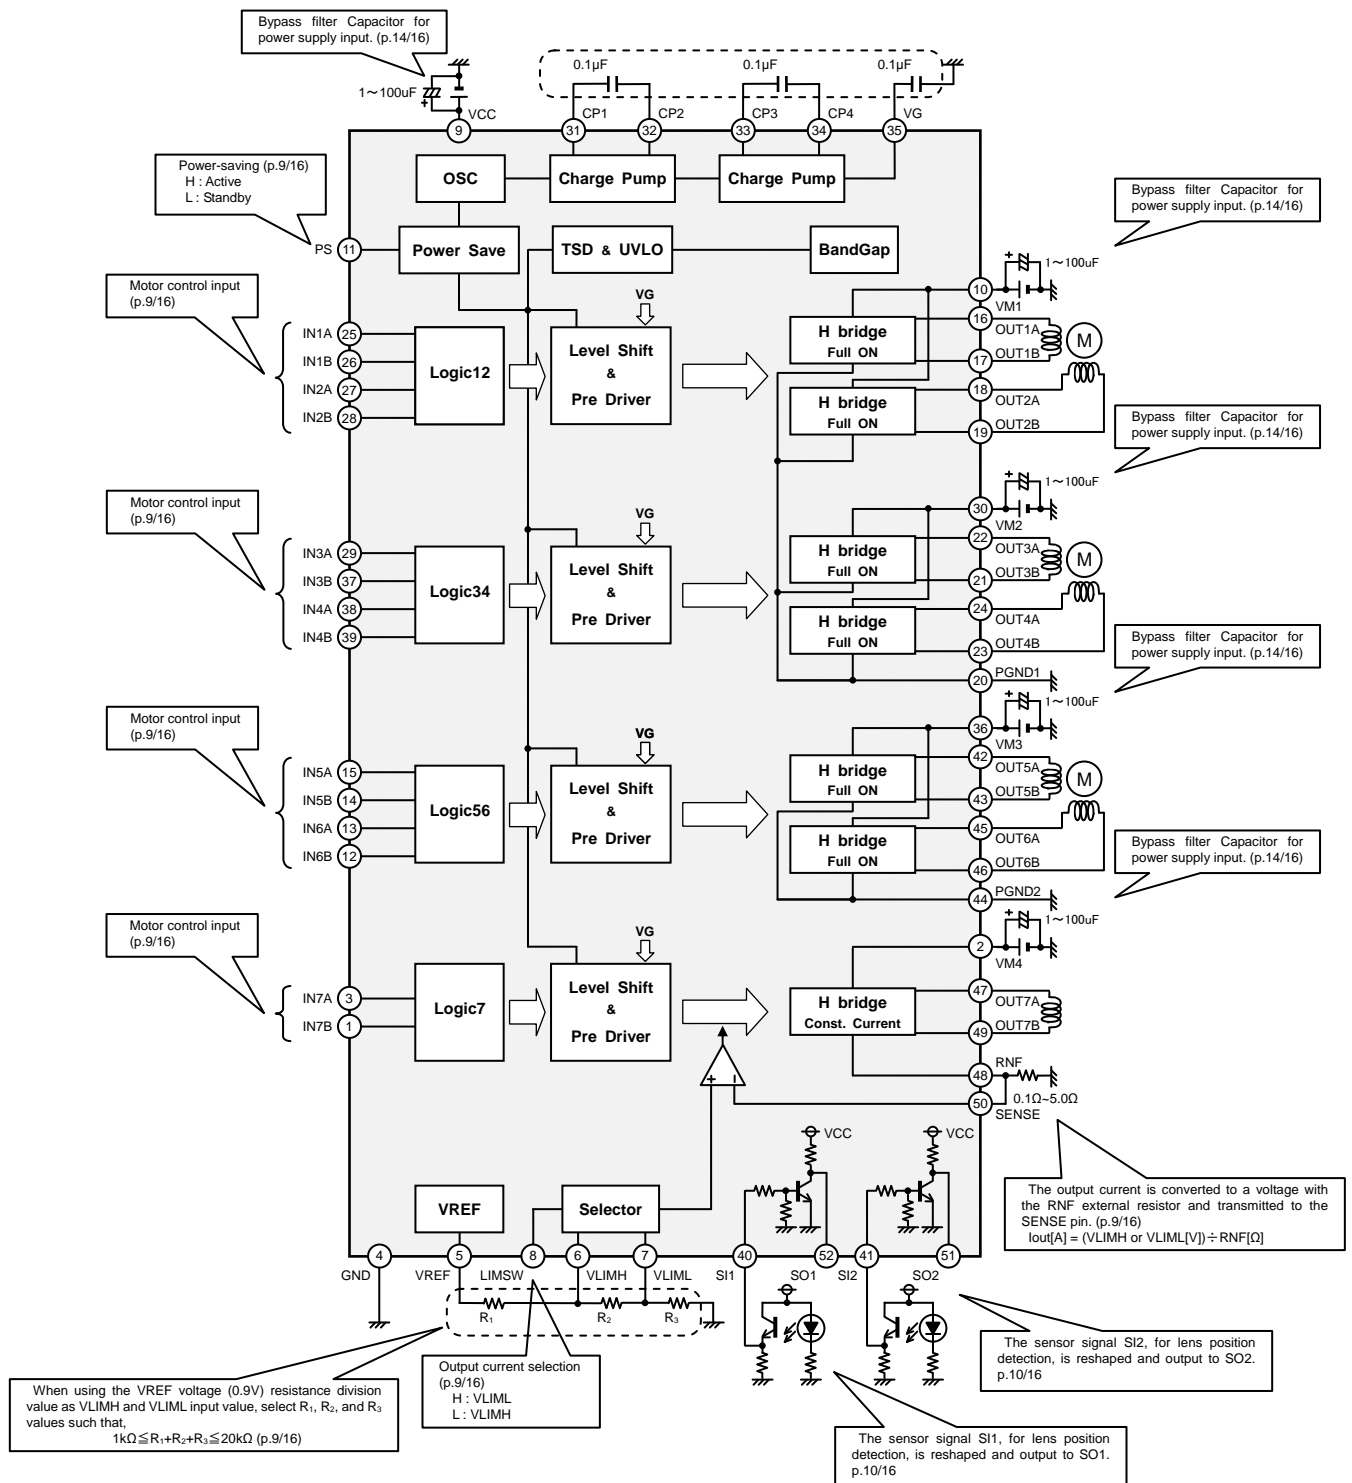 Bypass filter Capacitor for
power supply input. (p.14/16)
1～100uF
+
VCC
9
0.1µF
0.1µF
0.1µF
CP1
CP2
CP3
CP4
VG
31
32
33
34
35
Power-saving (p.9/16)
H : Active
L : Standby
OSC
Charge Pump
Charge Pump
PS
11
Power Save
TSD & UVLO
BandGap
Bypass filter Capacitor for
power supply input. (p.14/16)
+
1～100uF
10
VM1
Motor control input
(p.9/16)
IN1A
25
IN1B
26
IN2A
27
IN2B
28
Logic12
VG
Level Shift
&
Pre Driver
H bridge
Full ON
H bridge
Full ON
16
OUT1A
17
OUT1B
M
18
OUT2A
19
OUT2B
Bypass filter Capacitor for
power supply input. (p.14/16)
+
1～100uF
30
VM2
Motor control input
(p.9/16)
IN3A
29
IN3B
37
IN4A
38
IN4B
39
Logic34
VG
Level Shift
&
Pre Driver
H bridge
Full ON
H bridge
Full ON
22
OUT3A
21
OUT3B
M
24
OUT4A
23
OUT4B
20
PGND1
Bypass filter Capacitor for
power supply input. (p.14/16)
+
1～100uF
36
VM3
Motor control input
(p.9/16)
IN5A
15
IN5B
14
IN6A
13
IN6B
12
Logic56
VG
Level Shift
&
Pre Driver
H bridge
Full ON
H bridge
Full ON
42
OUT5A
43
OUT5B
M
45
OUT6A
46
OUT6B
44
PGND2
Bypass filter Capacitor for
power supply input. (p.14/16)
+
1～100uF
2
VM4
Motor control input
(p.9/16)
IN7A
3
IN7B
1
Logic7
VG
Level Shift
&
Pre Driver
H bridge
Const. Current
47
OUT7A
49
OUT7B
48
RNF
0.1Ω~5.0Ω
50
SENSE
+
−
VCC
VCC
The output current is converted to a voltage with
the RNF external resistor and transmitted to the
SENSE pin. (p.9/16)
Iout[A] = (VLIMH or VLIML[V])÷RNF[Ω]
VREF
Selector
4
5
8
6
7
40
52
41
51
GND
VREF
LIMSW
VLIMH
VLIML
SI1
SO1
SI2
SO2
R1
R2
R3
The sensor signal SI2, for lens position
detection, is reshaped and output to SO2.
p.10/16
Output current selection
(p.9/16)
H : VLIML
L : VLIMH
When using the VREF voltage (0.9V) resistance division
value as VLIMH and VLIML input value, select R1, R2, and R3
values such that,
1kΩ≦R1+R2+R3≦20kΩ (p.9/16)
The sensor signal SI1, for lens position
detection, is reshaped and output to SO1.
p.10/16